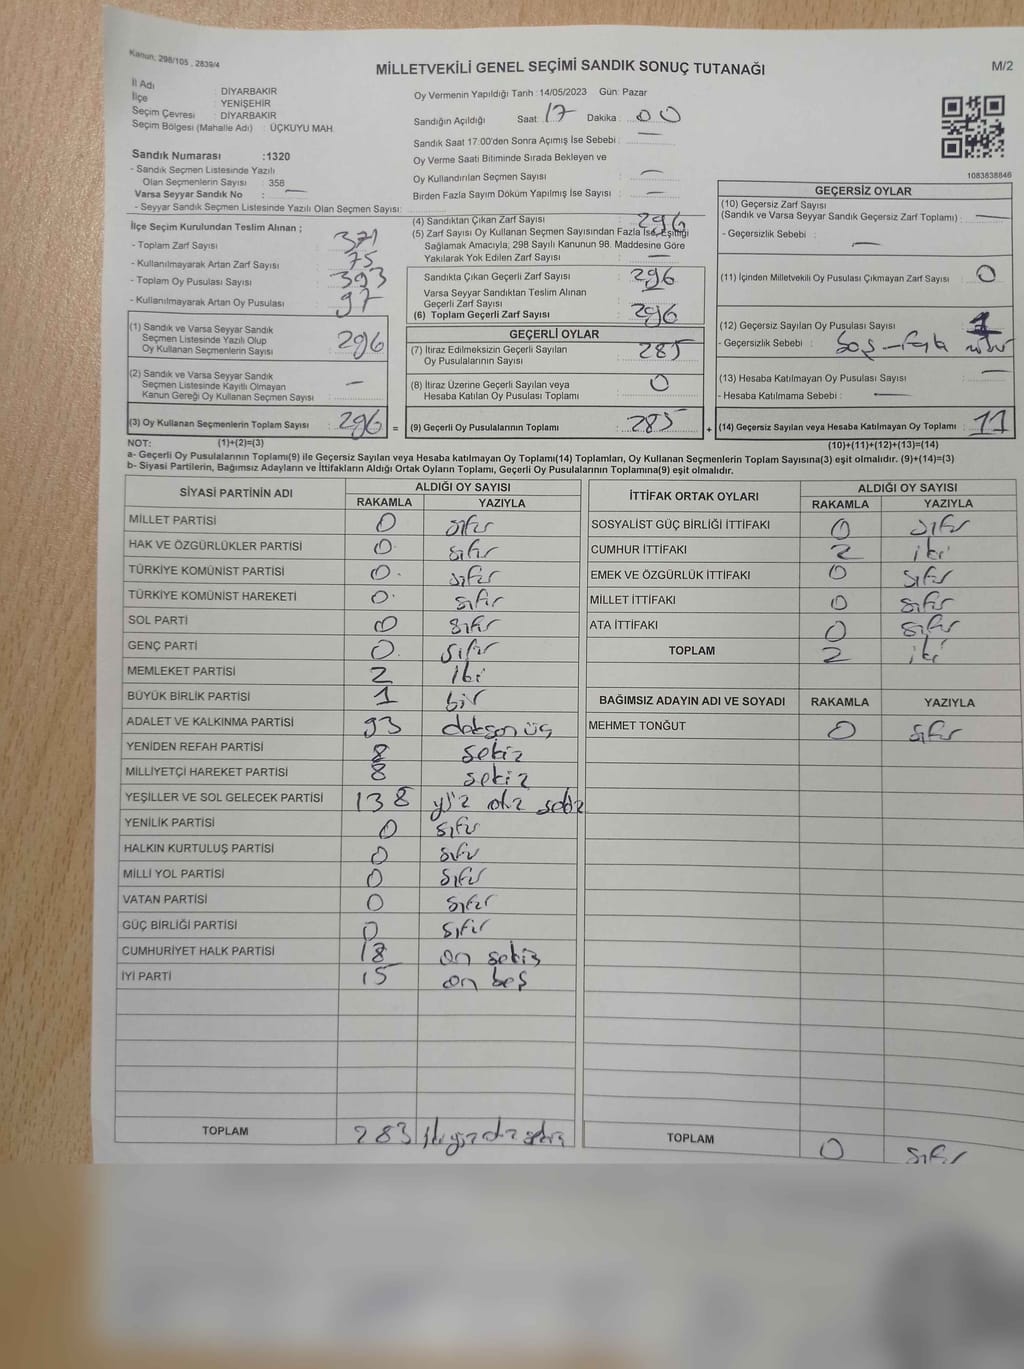 Kanun, 298/105 , 2839/4
MİLLETVEKİLİ GENEL SEÇİMİ SANDIK SONUÇ TUTANAĞI
M/2
İl Adı : DİYARBAKIR
İlçe : YENİŞEHİR
Seçim Çevresi : DİYARBAKIR
Seçim Bölgesi (Mahalle Adı) : ÜÇKUYU MAH.
Sandık Numarası :1320
- Sandık Seçmen Listesinde Yazılı
Olan Seçmenlerin Sayısı : 358
Varsa Seyyar Sandık No : —
- Seyyar Sandık Seçmen Listesinde Yazılı Olan Seçmen Sayısı:
İlçe Seçim Kurulundan Teslim Alınan ;
- Toplam Zarf Sayısı : 371
- Kullanılmayarak Artan Zarf Sayısı : 75
- Toplam Oy Pusulası Sayısı : 393
- Kullanılmayarak Artan Oy Pusulası : 97
(1) Sandık ve Varsa Seyyar Sandık
Seçmen Listesinde Yazılı Olup
Oy Kullanan Seçmenlerin Sayısı : 296
(2) Sandık ve Varsa Seyyar Sandık
Seçmen Listesinde Kayıtlı Olmayan
Kanun Gereği Oy Kullanan Seçmen Sayısı : —
(3) Oy Kullanan Seçmenlerin Toplam Sayısı : 296 =
Oy Vermenin Yapıldığı Tarih :14/05/2023 Gün: Pazar
Sandığın Açıldığı Saat: 17 Dakika : 00
Sandık Saat 17:00'den Sonra Açımış İse Sebebi : —
Oy Verme Saati Bitiminde Sırada Bekleyen ve
Oy Kullandırılan Seçmen Sayısı : —
Birden Fazla Sayım Döküm Yapılmış İse Sayısı : —
(4) Sandıktan Çıkan Zarf Sayısı : 296
(5) Zarf Sayısı Oy Kullanan Seçmen Sayısından Fazla İse, Eşitliği
Sağlamak Amacıyla; 298 Sayılı Kanunun 98. Maddesine Göre
Yakılarak Yok Edilen Zarf Sayısı : —
Sandıkta Çıkan Geçerli Zarf Sayısı : 296
Varsa Seyyar Sandıktan Teslim Alınan
Geçerli Zarf Sayısı : —
(6) Toplam Geçerli Zarf Sayısı : 296
GEÇERLİ OYLAR
(7) İtiraz Edilmeksizin Geçerli Sayılan
Oy Pusulalarının Sayısı : 285
(8) İtiraz Üzerine Geçerli Sayılan veya
Hesaba Katılan Oy Pusulası Toplamı : 0
(9) Geçerli Oy Pusulalarının Toplamı : 285 +
1083638846
GEÇERSİZ OYLAR
(10) Geçersiz Zarf Sayısı
(Sandık ve Varsa Seyyar Sandık Geçersiz Zarf Toplamı) : —
- Geçersizlik Sebebi : —
(11) İçinden Milletvekili Oy Pusulası Çıkmayan Zarf Sayısı : 0
(12) Geçersiz Sayılan Oy Pusulası Sayısı :
- Geçersizlik Sebebi : boş - fazla mühür
(13) Hesaba Katılmayan Oy Pusulası Sayısı : —
- Hesaba Katılmama Sebebi : —
(14) Geçersiz Sayılan veya Hesaba Katılmayan Oy Toplamı : 11
NOT: (1)+(2)=(3) (10)+(11)+(12)+(13)=(14)
a- Geçerli Oy Pusulalarının Toplamı(9) ile Geçersiz Sayılan veya Hesaba katılmayan Oy Toplamı(14) Toplamları, Oy Kullanan Seçmenlerin Toplam Sayısına(3) eşit olmalıdır. (9)+(14)=(3)
b- Siyasi Partilerin, Bağımsız Adayların ve İttifakların Aldığı Ortak Oyların Toplamı, Geçerli Oy Pusulalarının Toplamına(9) eşit olmalıdır.
SİYASİ PARTİNİN ADI ALDIĞI OY SAYISI
RAKAMLA YAZIYLA
MİLLET PARTİSİ 0 sıfır
HAK VE ÖZGÜRLÜKLER PARTİSİ 0 sıfır
TÜRKİYE KOMÜNİST PARTİSİ 0 sıfır
TÜRKİYE KOMÜNİST HAREKETİ 0 sıfır
SOL PARTİ 0 sıfır
GENÇ PARTİ 0 sıfır
MEMLEKET PARTİSİ 2 iki
BÜYÜK BİRLİK PARTİSİ 1 bir
ADALET VE KALKINMA PARTİSİ 93 doksan üç
YENİDEN REFAH PARTİSİ 8 sekiz
MİLLİYETÇİ HAREKET PARTİSİ 8 sekiz
YEŞİLLER VE SOL GELECEK PARTİSİ 138 yüz otuz sekiz
YENİLİK PARTİSİ 0 sıfır
HALKIN KURTULUŞ PARTİSİ 0 sıfır
MİLLİ YOL PARTİSİ 0 sıfır
VATAN PARTİSİ 0 sıfır
GÜÇ BİRLİĞİ PARTİSİ 0 sıfır
CUMHURİYET HALK PARTİSİ 18 on sekiz
İYİ PARTİ 15 on beş
TOPLAM 283
İTTİFAK ORTAK OYLARI ALDIĞI OY SAYISI
RAKAMLA YAZIYLA
SOSYALİST GÜÇ BİRLİĞİ İTTİFAKI 0 sıfır
CUMHUR İTTİFAKI 2 iki
EMEK VE ÖZGÜRLÜK İTTİFAKI 0 sıfır
MİLLET İTTİFAKI 0 sıfır
ATA İTTİFAKI 0 sıfır
TOPLAM 2 iki
BAĞIMSIZ ADAYIN ADI VE SOYADI RAKAMLA YAZIYLA
MEHMET TONĞUT 0 sıfır
TOPLAM 0 sıfır